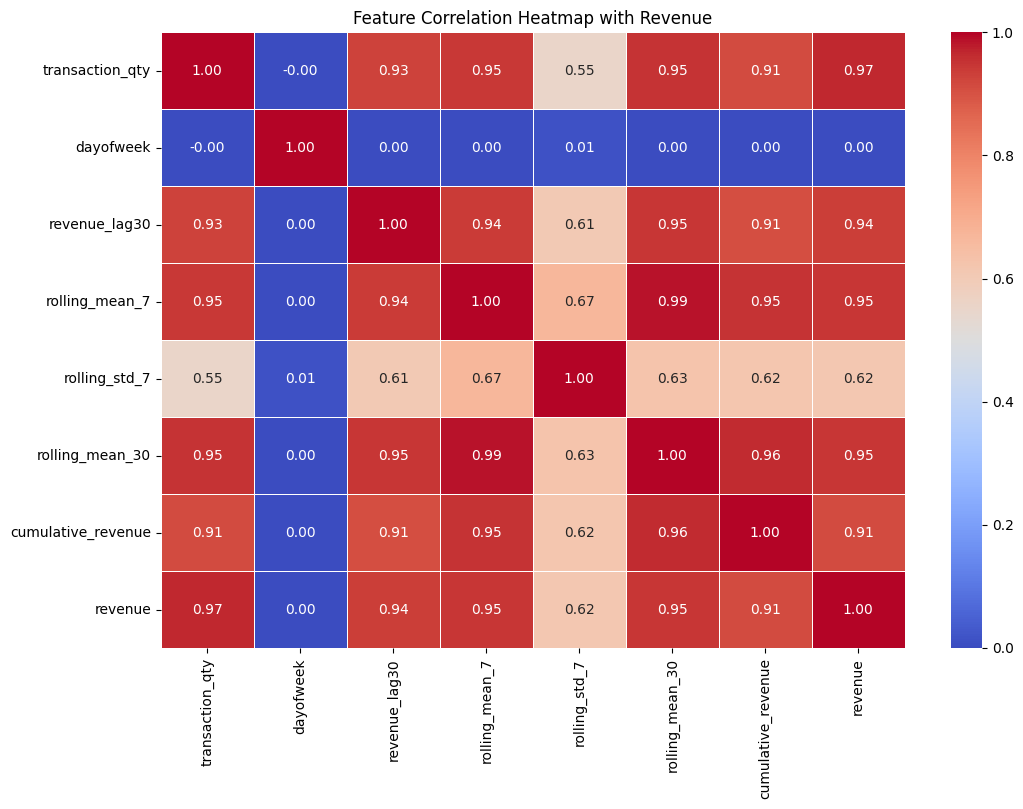 Feature Correlation Heatmap with Revenue
transaction_qty 1.00 -0.00 0.93 0.95 0.55 0.95 0.91 0.97
dayofweek -0.00 1.00 0.00 0.00 0.01 0.00 0.00 0.00
revenue_lag30 0.93 0.00 1.00 0.94 0.61 0.95 0.91 0.94
rolling_mean_7 0.95 0.00 0.94 1.00 0.67 0.99 0.95 0.95
rolling_std_7 0.55 0.01 0.61 0.67 1.00 0.63 0.62 0.62
rolling_mean_30 0.95 0.00 0.95 0.99 0.63 1.00 0.96 0.95
cumulative_revenue 0.91 0.00 0.91 0.95 0.62 0.96 1.00 0.91
revenue 0.97 0.00 0.94 0.95 0.62 0.95 0.91 1.00
transaction_qty
dayofweek
revenue_lag30
rolling_mean_7
rolling_std_7
rolling_mean_30
cumulative_revenue
revenue
1.0
0.8
0.6
0.4
0.2
0.0